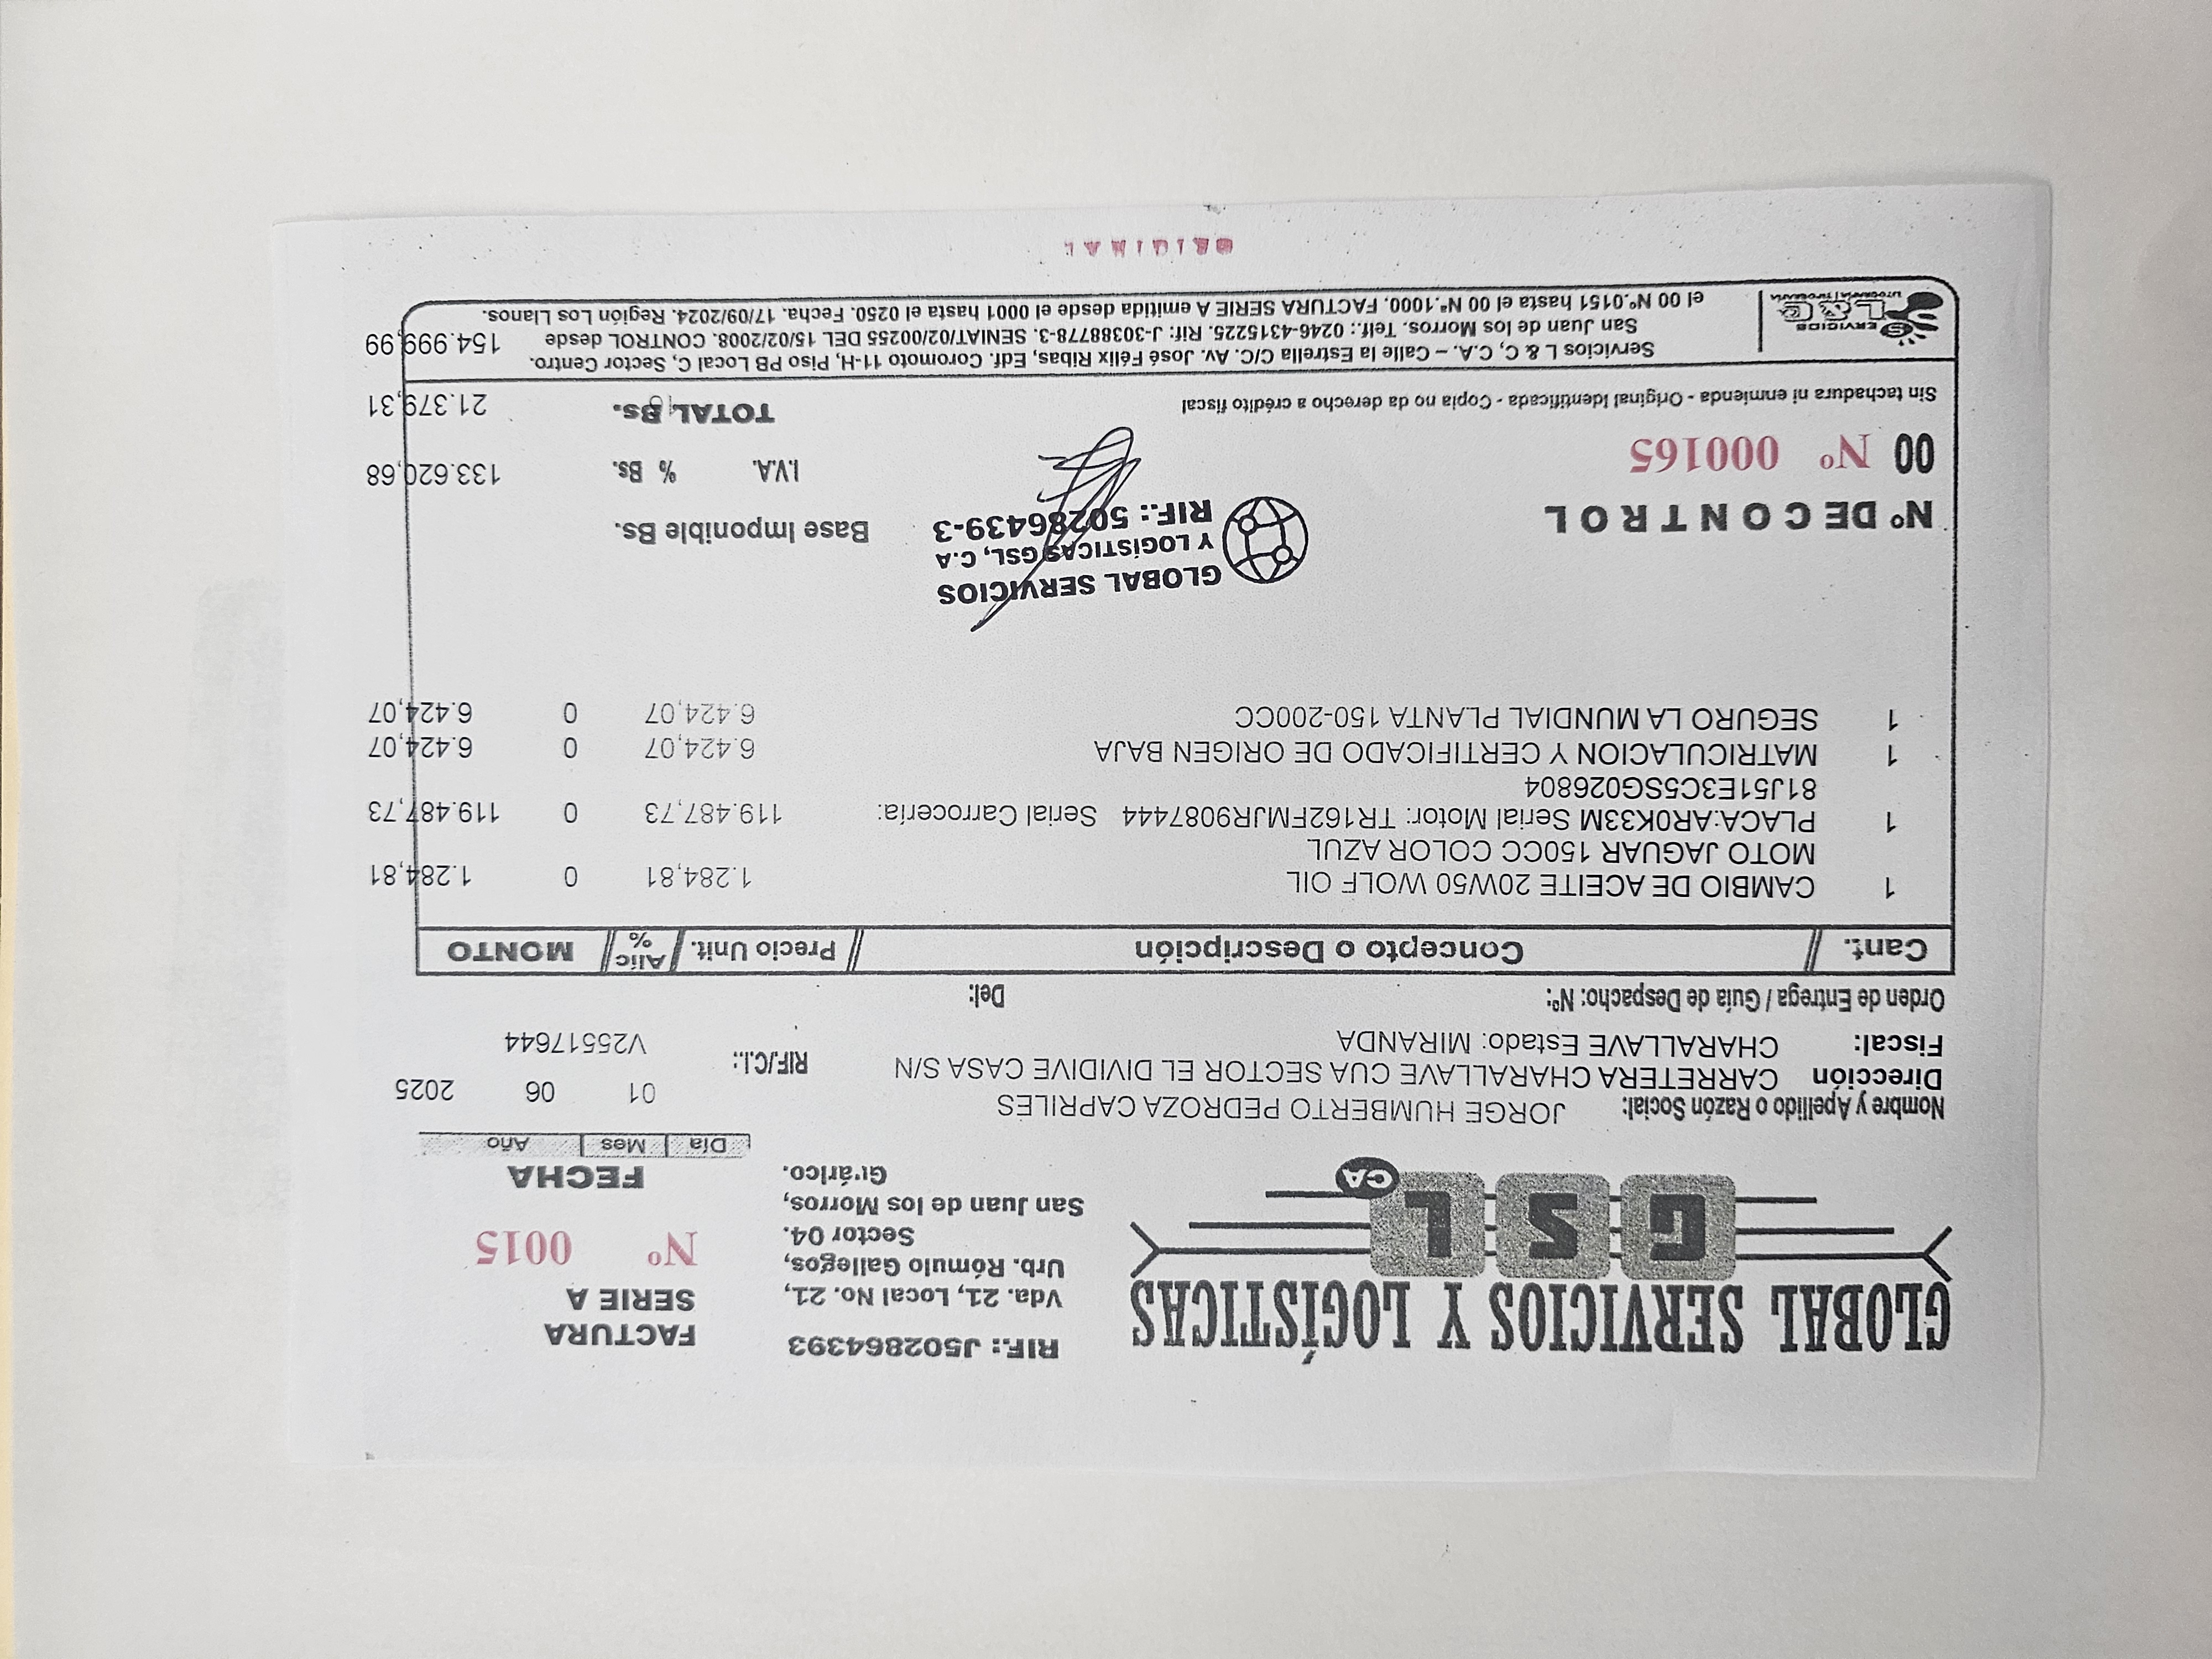 GLOBAL SERVICIOS Y LOGÍSTICAS
G S L CA
RIF.: J502864393
Vda. 21, Local No. 21,
Urb. Rómulo Gallegos,
Sector 04.
San Juan de los Morros,
Guárico.
FACTURA
SERIE A
Nº 0015
FECHA
Día Mes Año
01 06 2025
Nombre y Apellido o Razón Social: JORGE HUMBERTO PEDROZA CAPRILES
Dirección CARRETERA CHARALLAVE CUA SECTOR EL DIVIDIVE CASA S/N
Fiscal: CHARALLAVE Estado: MIRANDA
RIF./C.I.: V25517644
Orden de Entrega / Guía de Despacho: Nº: Del:
Cant. Concepto o Descripción Precio Unit. Alic % MONTO
1 CAMBIO DE ACEITE 20W50 WOLF OIL 1.284,81 0 1.284,81
MOTO JAGUAR 150CC COLOR AZUL
1 PLACA:AR0K33M Serial Motor: TR162FMJR9087444 Serial Carrocería: 119.487,73 0 119.487,73
81J51E3C5SG026804
1 MATRICULACION Y CERTIFICADO DE ORIGEN BAJA 6.424,07 0 6.424,07
1 SEGURO LA MUNDIAL PLANTA 150-200CC 6.424,07 0 6.424,07
GLOBAL SERVICIOS
Y LOGÍSTICAS GSL, C.A
RIF.: 50286439-3
Nº DE CONTROL
00 Nº 000165
Base Imponible Bs.
133.620,68
I.V.A. % Bs.
21.379,31
TOTAL Bs.
154.999,99
Sin tachadura ni enmienda - Original Identificada - Copia no da derecho a crédito fiscal
SERVICIOS
L&C
LITOGRAFIA TIPOGRAFIA
Servicios L & C, C.A. – Calle la Estrella C/C. Av. José Félix Ribas, Edf. Coromoto 11-H, Piso PB Local C, Sector Centro.
San Juan de los Morros. Telf.: 0246-4315225. Rif: J-30388778-3. SENIAT/02/00255 DEL 15/02/2008. CONTROL desde
el 00 Nº.0151 hasta el 00 Nº.1000. FACTURA SERIE A emitida desde el 0001 hasta el 0250. Fecha. 17/09/2024. Región Los Llanos.
ORIGINAL